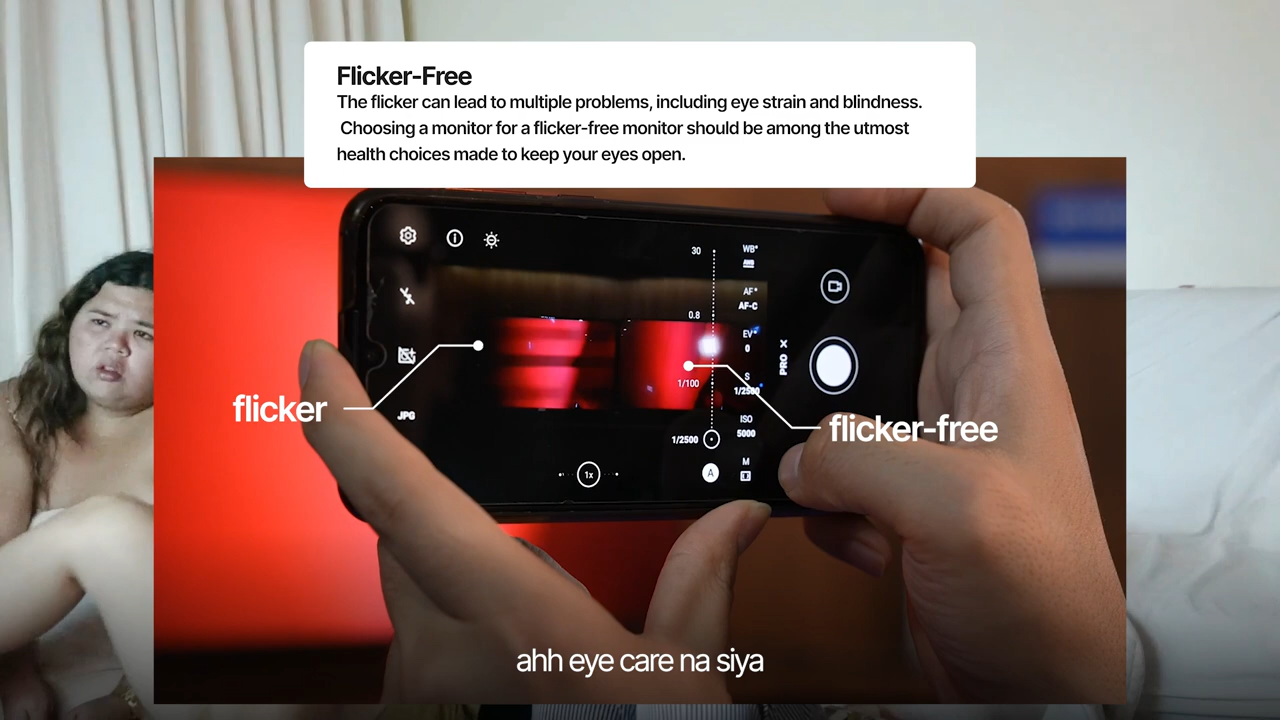 Flicker-Free
The flicker can lead to multiple problems, including eye strain and blindness.
Choosing a monitor for a flicker-free monitor should be among the utmost
health choices made to keep your eyes open.
30
WB
AWB
AF
AF-C
0.8
EV
0
PRO X
1/100
S
1/2500
JPG
flicker
ISO
5000
flicker-free
1/2500
M
1x
A
ahh eye care na siya